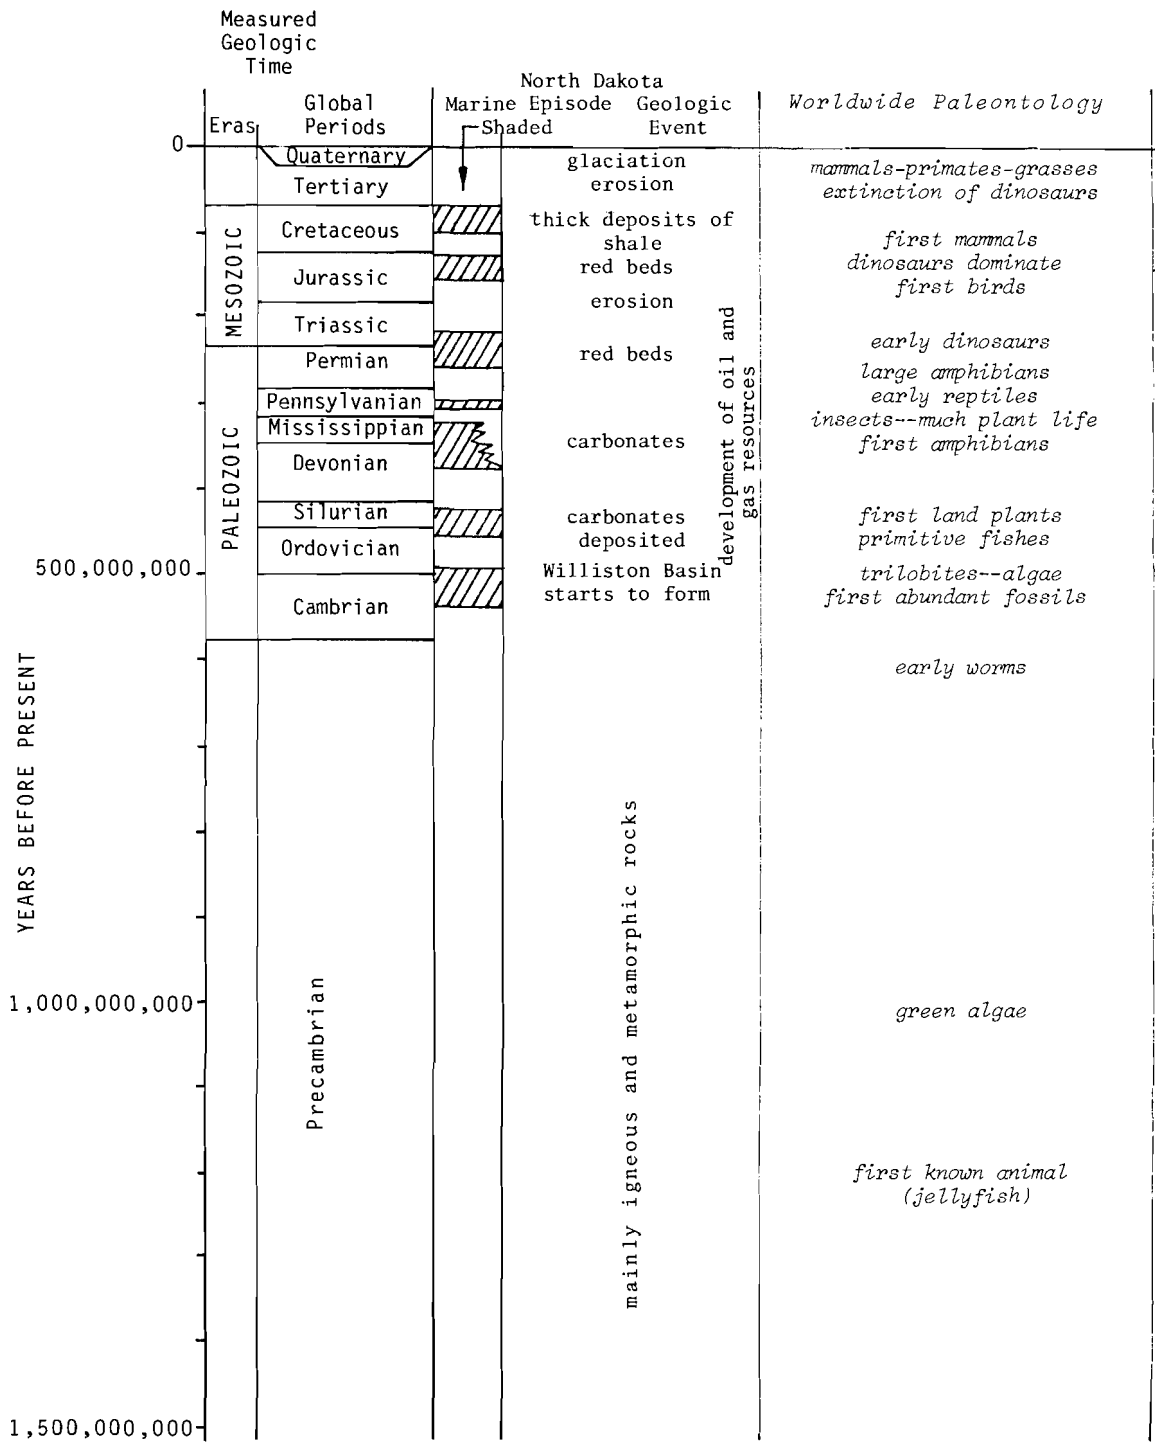 Measured
Geologic
Time
North Dakota
Eras
Global
Periods
Marine Episode
Shaded
Geologic
Event
Worldwide Paleontology
0
Quaternary
Tertiary
glaciation
erosion
mammals-primates-grasses
extinction of dinosaurs
MESOZOIC
Cretaceous
thick deposits of
shale
first mammals
Jurassic
red beds
dinosaurs dominate
first birds
erosion
Triassic
early dinosaurs
PALEOZOIC
Permian
red beds
large amphibians
Pennsylvanian
early reptiles
Mississippian
insects--much plant life
carbonates
first amphibians
Devonian
development of oil and
gas resources
Silurian
carbonates
deposited
first land plants
primitive fishes
Ordovician
500,000,000
Williston Basin
starts to form
trilobites--algae
first abundant fossils
Cambrian
early worms
YEARS BEFORE PRESENT
Precambrian
mainly igneous and metamorphic rocks
1,000,000,000
green algae
first known animal
(jellyfish)
1,500,000,000